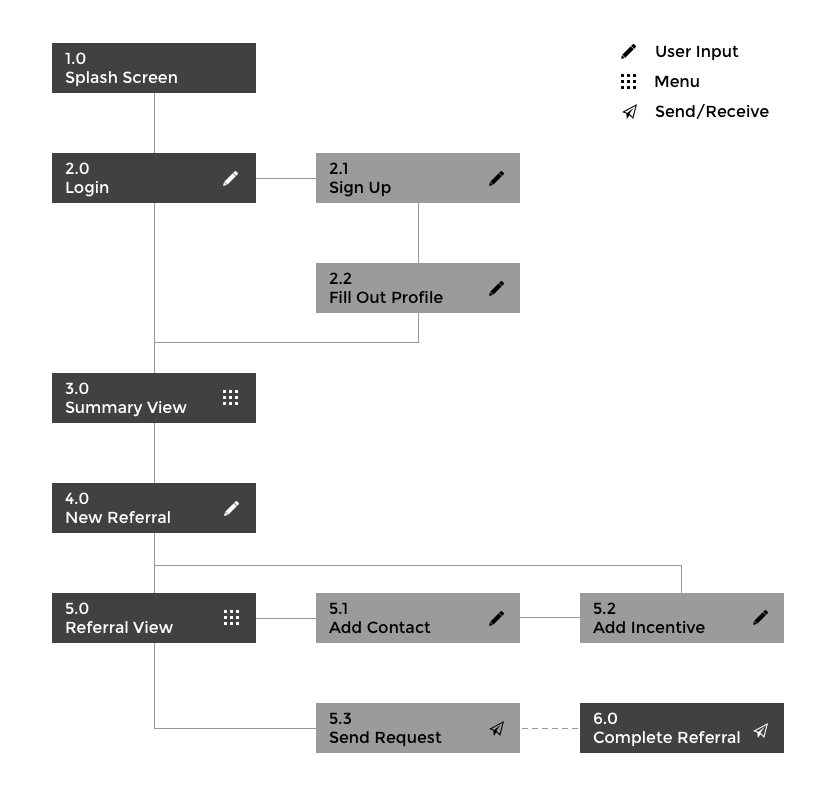 1.0
Splash Screen
User Input
Menu
Send/Receive
2.0
Login
2.1
Sign Up
2.2
Fill Out Profile
3.0
Summary View
4.0
New Referral
5.0
Referral View
5.1
Add Contact
5.2
Add Incentive
5.3
Send Request
6.0
Complete Referral